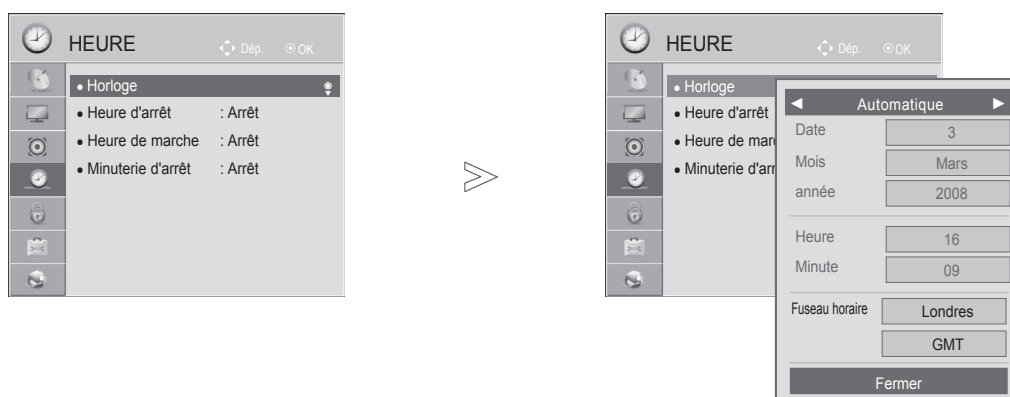 HEURE Dép. OK
• Horloge
• Heure d'arrêt : Arrêt
• Heure de marche : Arrêt
• Minuterie d'arrêt : Arrêt
HEURE Dép. OK
• Horloge
• Heure d'arrêt
• Heure de mar
• Minuterie d'arr
◄ Automatique ►
Date 3
Mois Mars
année 2008
Heure 16
Minute 09
Fuseau horaire Londres
GMT
Fermer